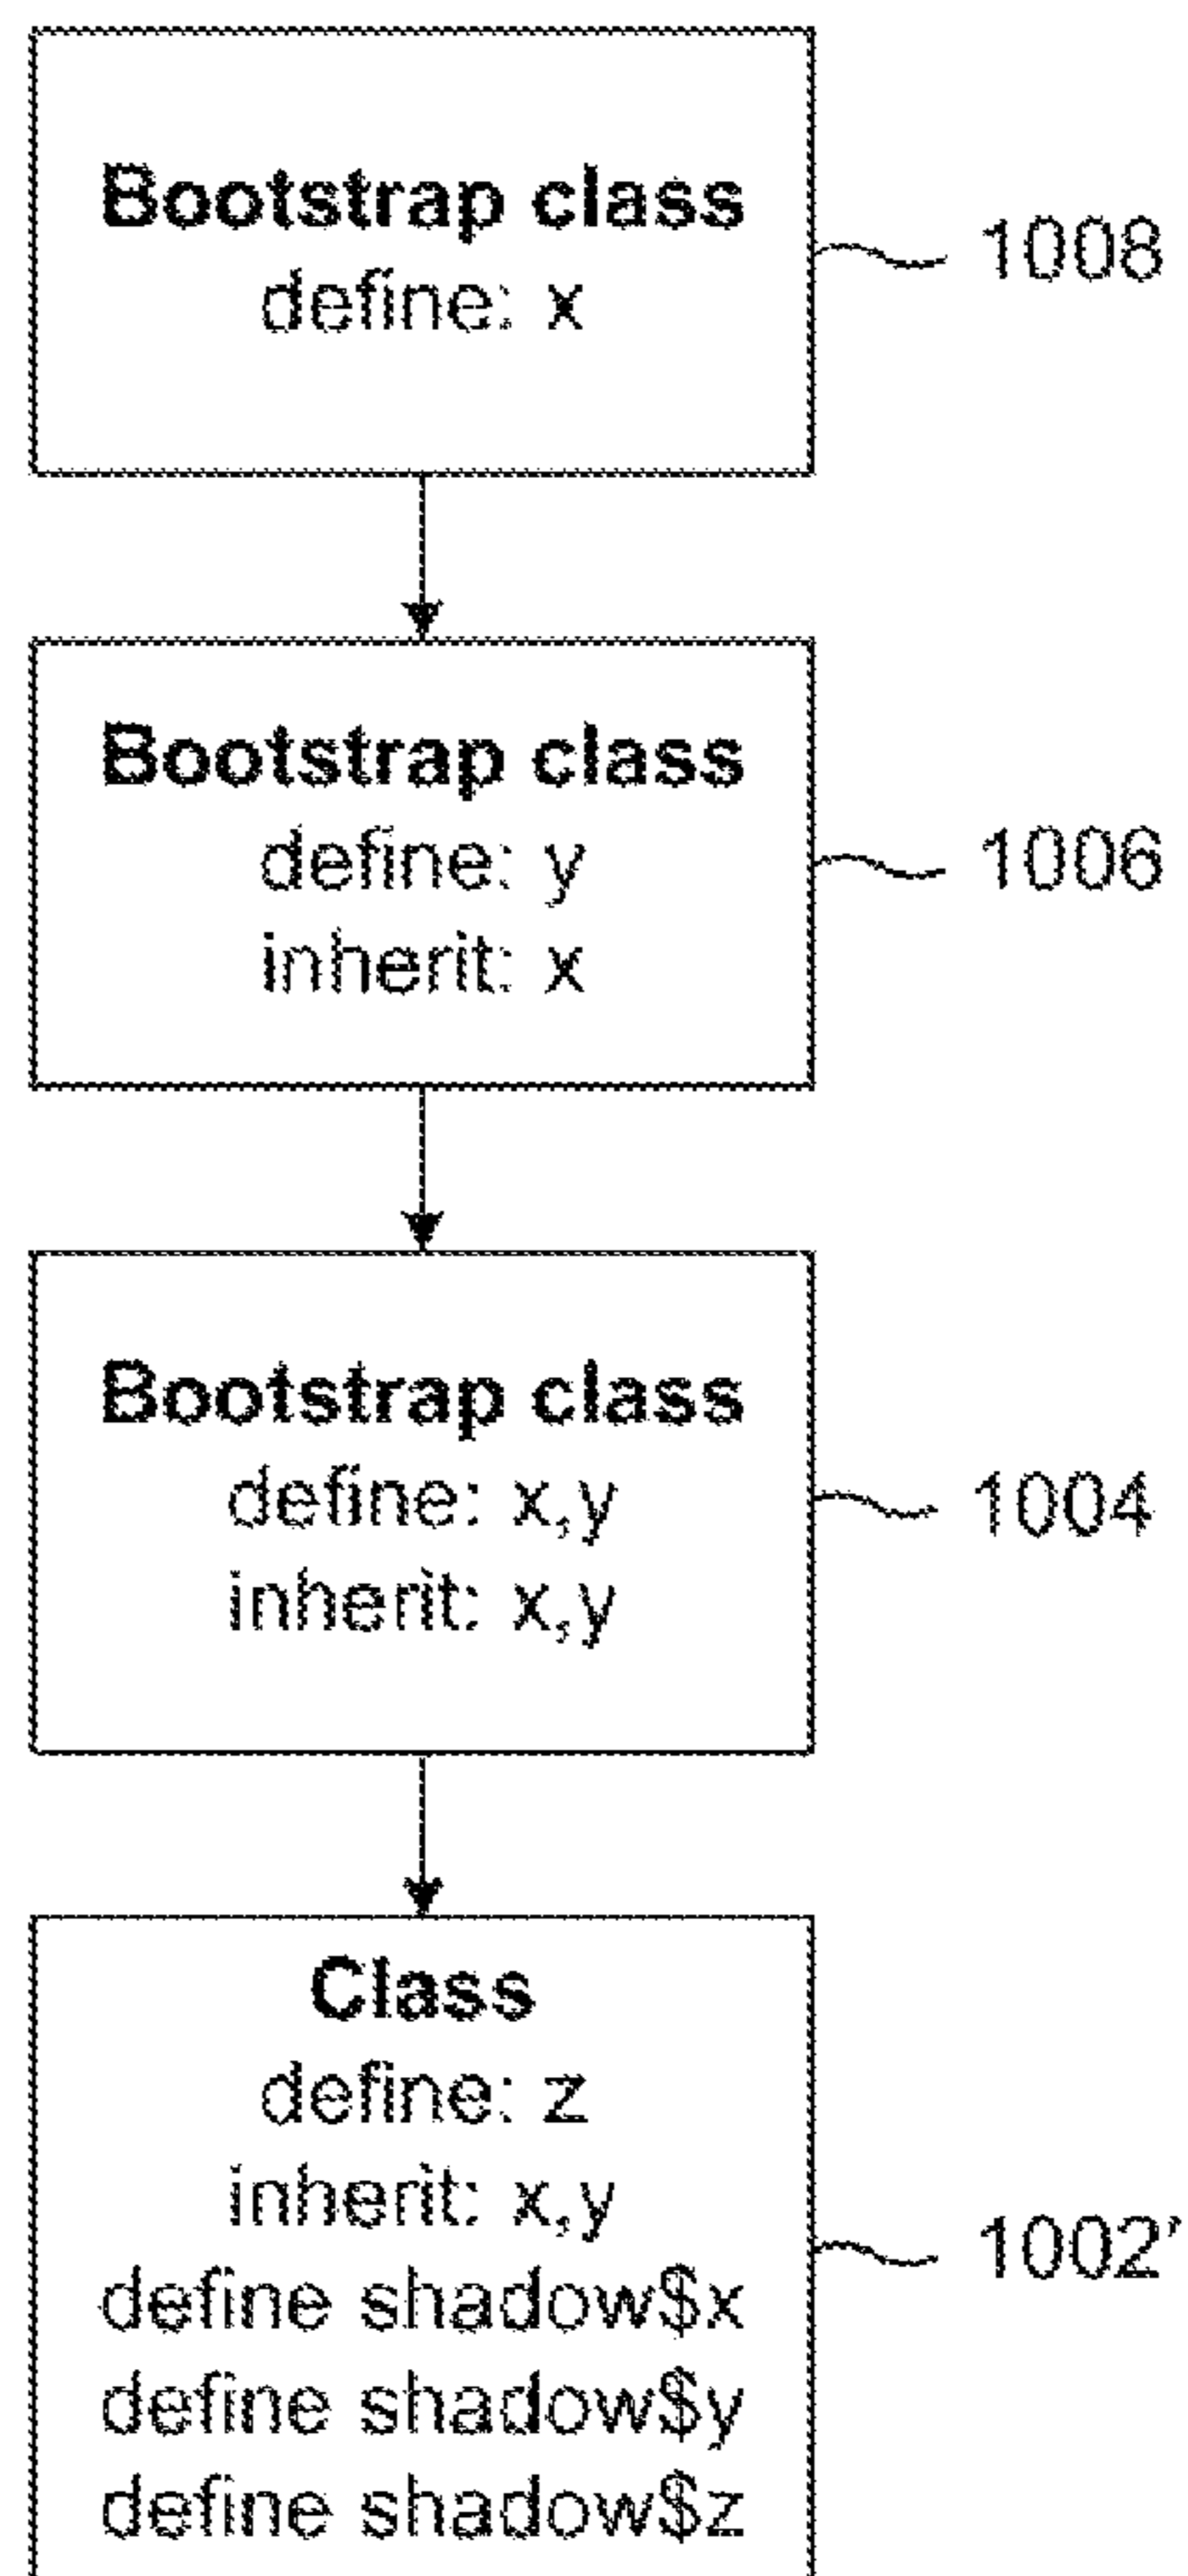 Bootstrap class
define: x
1008
Bootstrap class
define: y
inherit: x
1006
Bootstrap class
define: x,y
inherit: x,y
1004
Class
define: z
inherit: x,y
define shadow$x
define shadow$y
define shadow$z
1002'